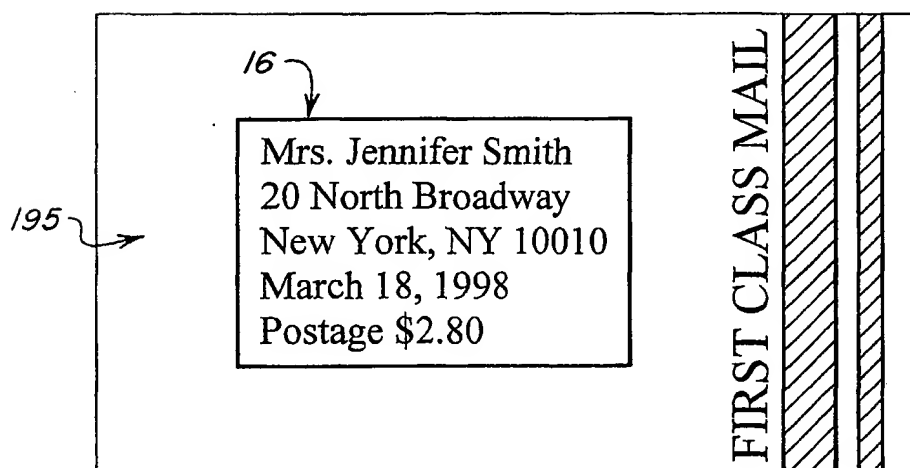 16
Mrs. Jennifer Smith
20 North Broadway
New York, NY 10010
March 18, 1998
Postage $2.80
195
FIRST CLASS MAIL